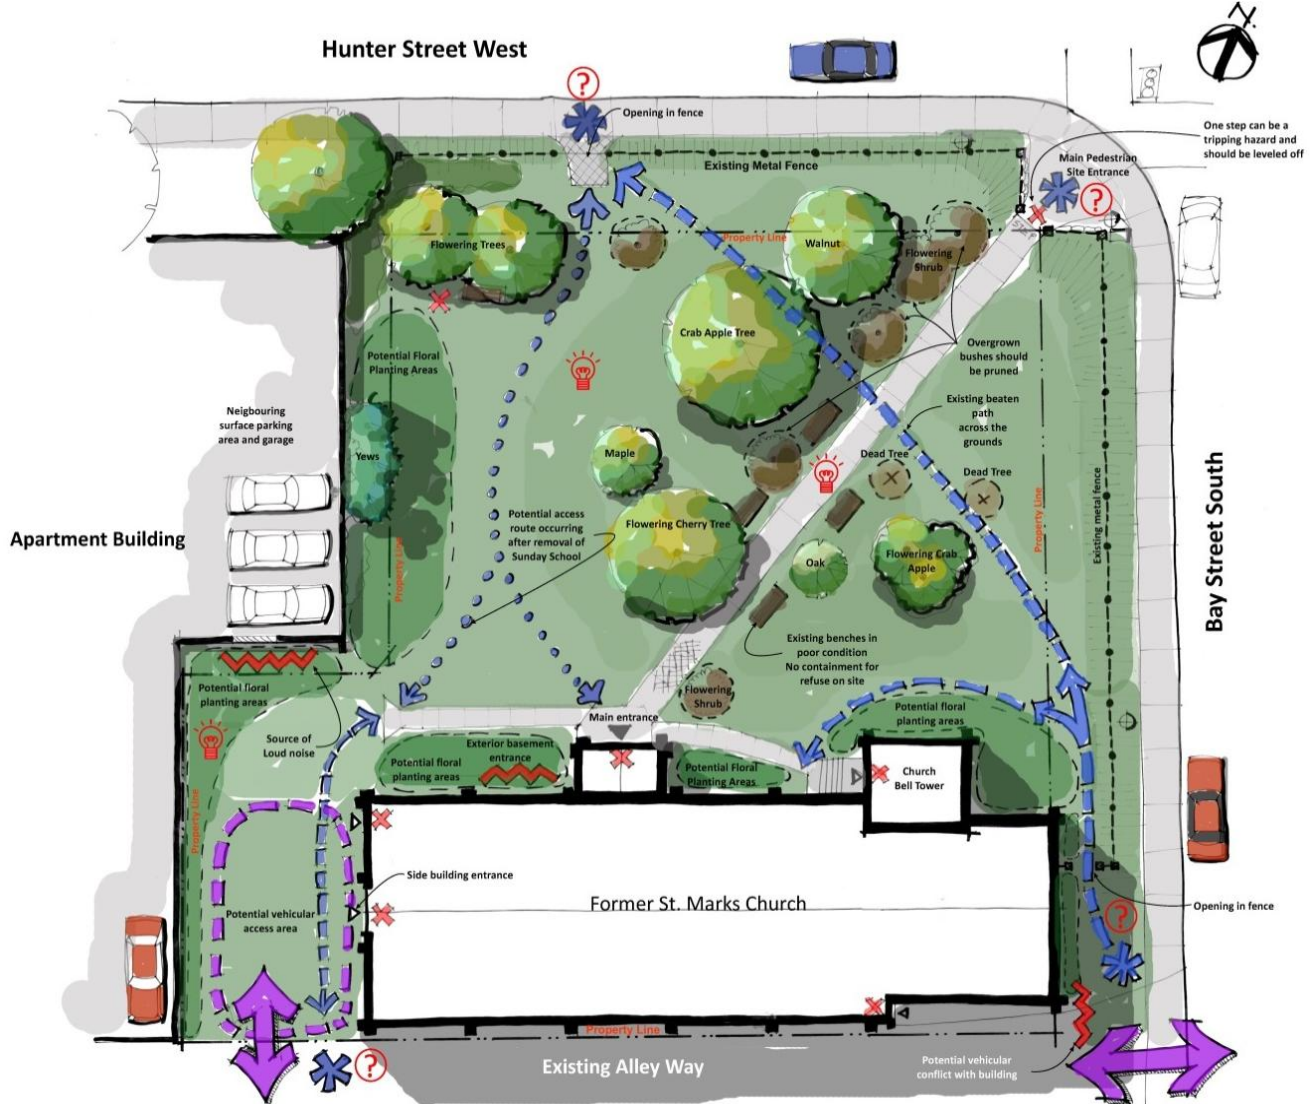 Hunter Street West
N.
?
Opening in fence
One step can be a
tripping hazard and
should be leveled off
Existing Metal Fence
Main Pedestrian
Site Entrance
?
Flowering Trees
Property Line
Walnut
Flowering
Shrub
Crab Apple Tree
Potential Floral
Planting Areas
Overgrown
bushes should
be pruned
Neigbouring
surface parking
area and garage
Existing beaten
path
across the
grounds
Yews
Maple
Dead Tree
Dead Tree
Apartment Building
Property Line
Potential access
route occurring
after removal of
Sunday School
Flowering Cherry Tree
Oak
Flowering Crab
Apple
Property Line
Existing metal fence
Bay Street South
Existing benches in
poor condition
No containment for
refuse on site
Potential floral
planting areas
Flowering
Shrub
Source of
Loud noise
Main entrance
Potential floral
planting areas
Exterior basement
entrance
Potential floral
planting areas
Potential Floral
Planting Areas
Church
Bell Tower
Property Line
Side building entrance
Potential vehicular
access area
Former St. Marks Church
Opening in fence
?
Property Line
Existing Alley Way
?
Potential vehicular
conflict with building